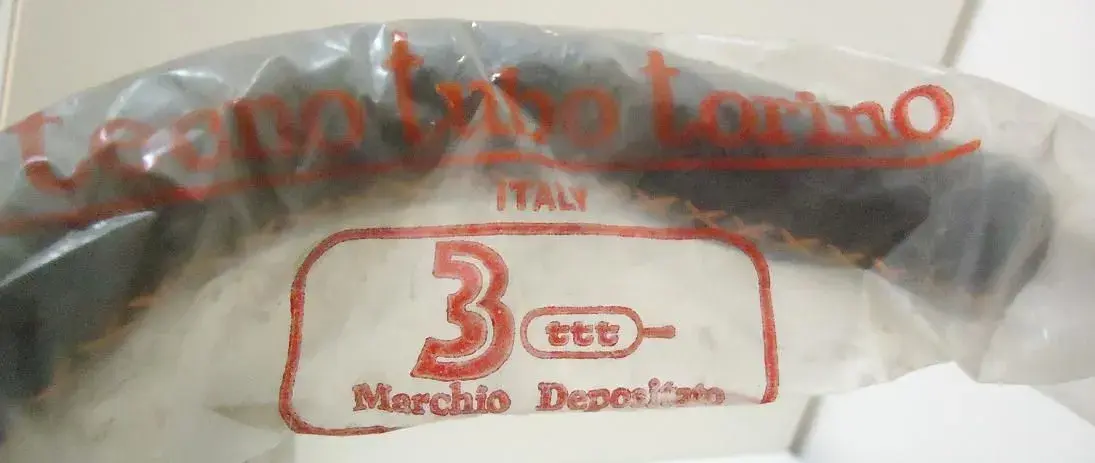 tecno tubo torino
ITALY
3 ttt
Marchio Depositato